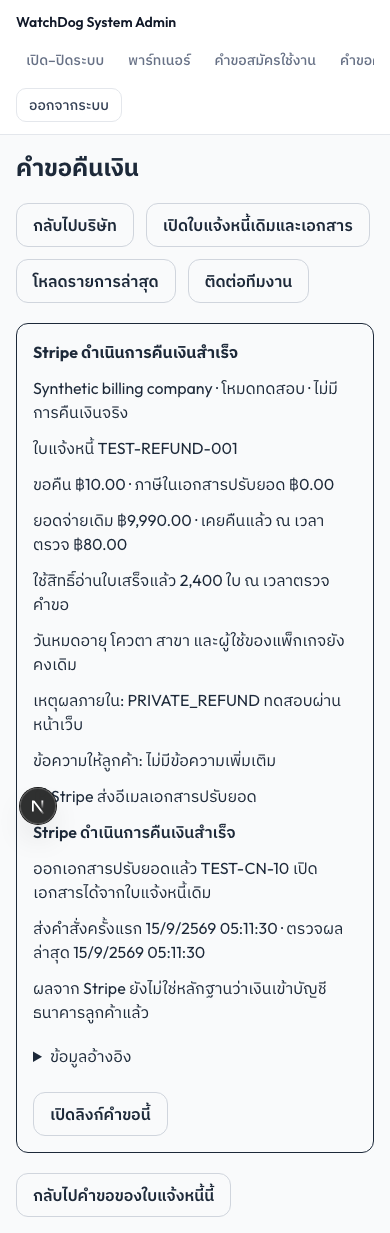 WatchDog System Admin
เปิด-ปิดระบบ พาร์ทเนอร์ คำขอสมัครใช้งาน คำขอ
ออกจากระบบ
คำขอคืนเงิน
กลับไปบริษัท เปิดใบแจ้งหนี้เดิมและเอกสาร
โหลดรายการล่าสุด ติดต่อทีมงาน
Stripe ดำเนินการคืนเงินสำเร็จ
Synthetic billing company · โหมดทดสอบ · ไม่มี
การคืนเงินจริง
ใบแจ้งหนี้ TEST-REFUND-001
ขอคืน ฿10.00 · ภาษีในเอกสารปรับยอด ฿0.00
ยอดจ่ายเดิม ฿9,990.00 · เคยคืนแล้ว ณ เวลา
ตรวจ ฿80.00
ใช้สิทธิ์อ่านใบเสร็จแล้ว 2,400 ใบ ณ เวลาตรวจ
คำขอ
วันหมดอายุ โควตา สาขา และผู้ใช้ของแพ็กเกจยัง
คงเดิม
เหตุผลภายใน: PRIVATE_REFUND ทดสอบผ่าน
หน้าเว็บ
ข้อความให้ลูกค้า: ไม่มีข้อความเพิ่มเติม
Stripe ส่งอีเมลเอกสารปรับยอด
Stripe ดำเนินการคืนเงินสำเร็จ
ออกเอกสารปรับยอดแล้ว TEST-CN-10 เปิด
เอกสารได้จากใบแจ้งหนี้เดิม
ส่งคำสั่งครั้งแรก 15/9/2569 05:11:30 · ตรวจผล
ล่าสุด 15/9/2569 05:11:30
ผลจาก Stripe ยังไม่ใช่หลักฐานว่าเงินเข้าบัญชี
ธนาคารลูกค้าแล้ว
ข้อมูลอ้างอิง
เปิดลิงก์คำขอนี้
กลับไปคำขอของใบแจ้งหนี้นี้